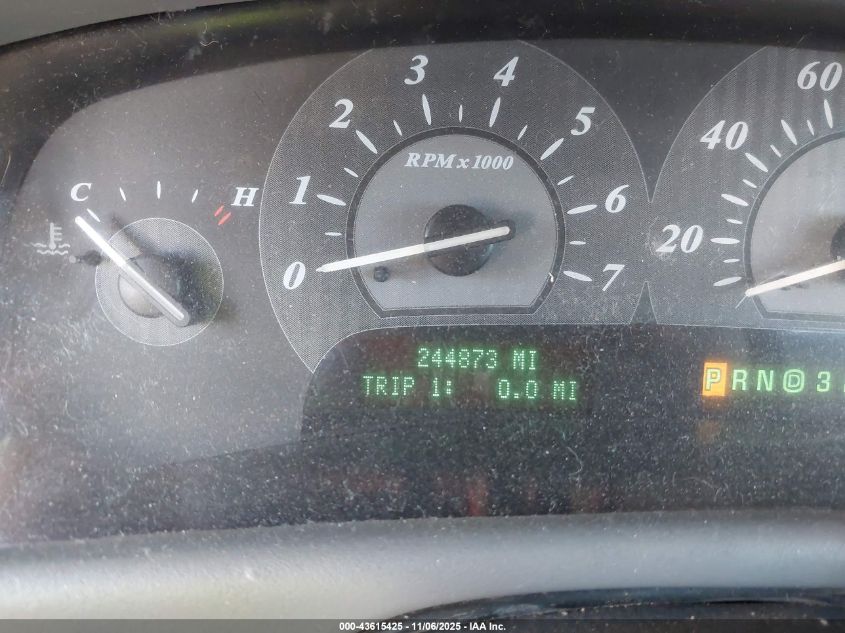 C H
0 1 2 3 4 5 6 7
RPM x 1000
20 40 60
244873 MI
TRIP 1: 0.0 MI
P R N D 3
000-43615425 - 11/06/2025 - IAA Inc.